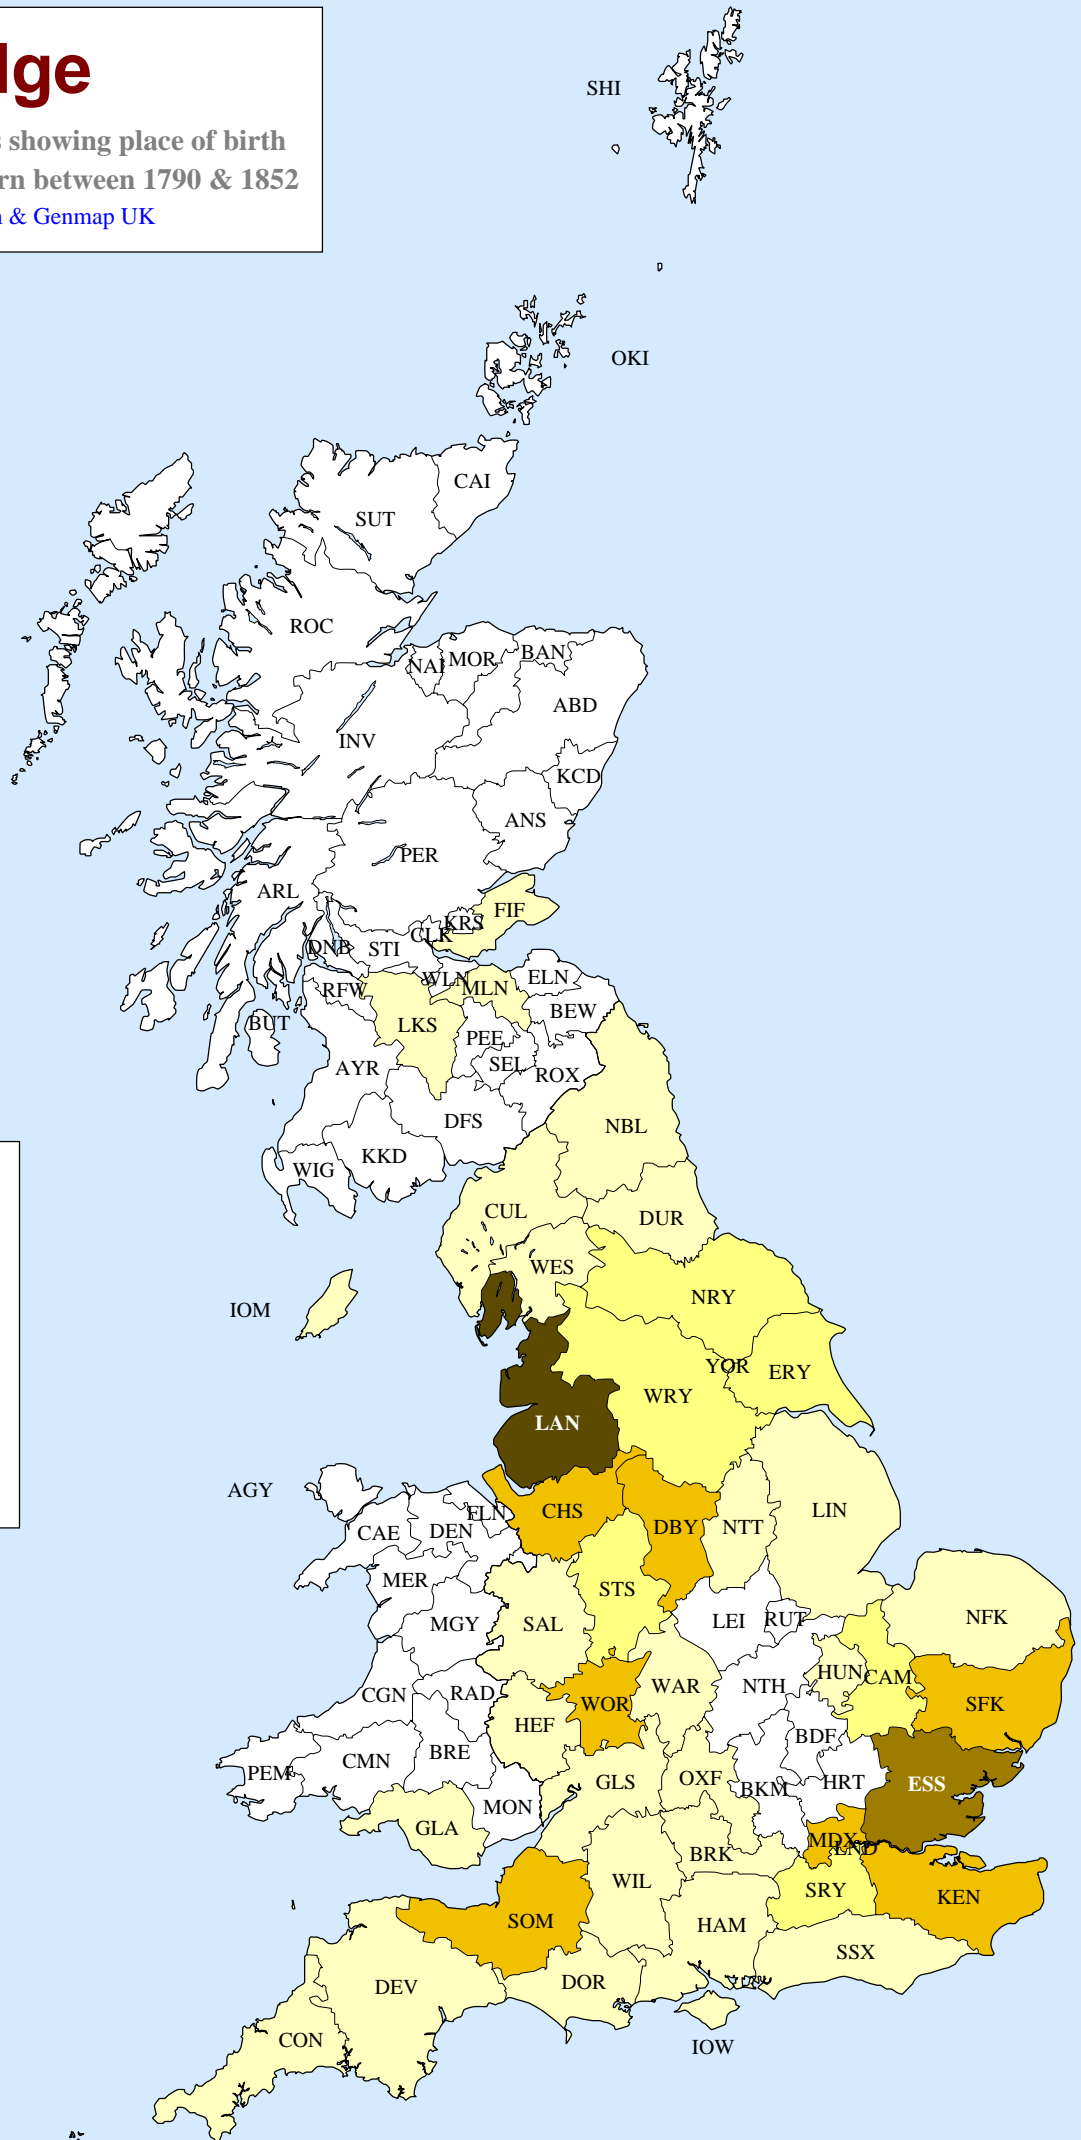 lge
showing place of birth
rn between 1790 & 1852
& Genmap UK
SHI
OKI
CAI
SUT
ROC
NAI
MOR
BAN
ABD
INV
KCD
ANS
PER
ARL
FIF
KRS
CLK
DNB
STI
WLN
MLN
ELN
RFW
BEW
BUT
LKS
PEE
SEL
ROX
AYR
DFS
NBL
KKD
WIG
CUL
DUR
WES
NRY
IOM
YOR
ERY
WRY
LAN
AGY
FLN
CHS
DBY
NTT
LIN
CAE
DEN
MER
STS
LEI
RUT
NFK
MGY
SAL
HUN
CAM
WAR
NTH
CGN
RAD
WOR
SFK
HEF
BDF
PEM
CMN
BRE
GLS
OXF
BKM
HRT
ESS
MON
GLA
MDX
LND
BRK
WIL
SRY
KEN
SOM
HAM
SSX
DEV
DOR
CON
IOW